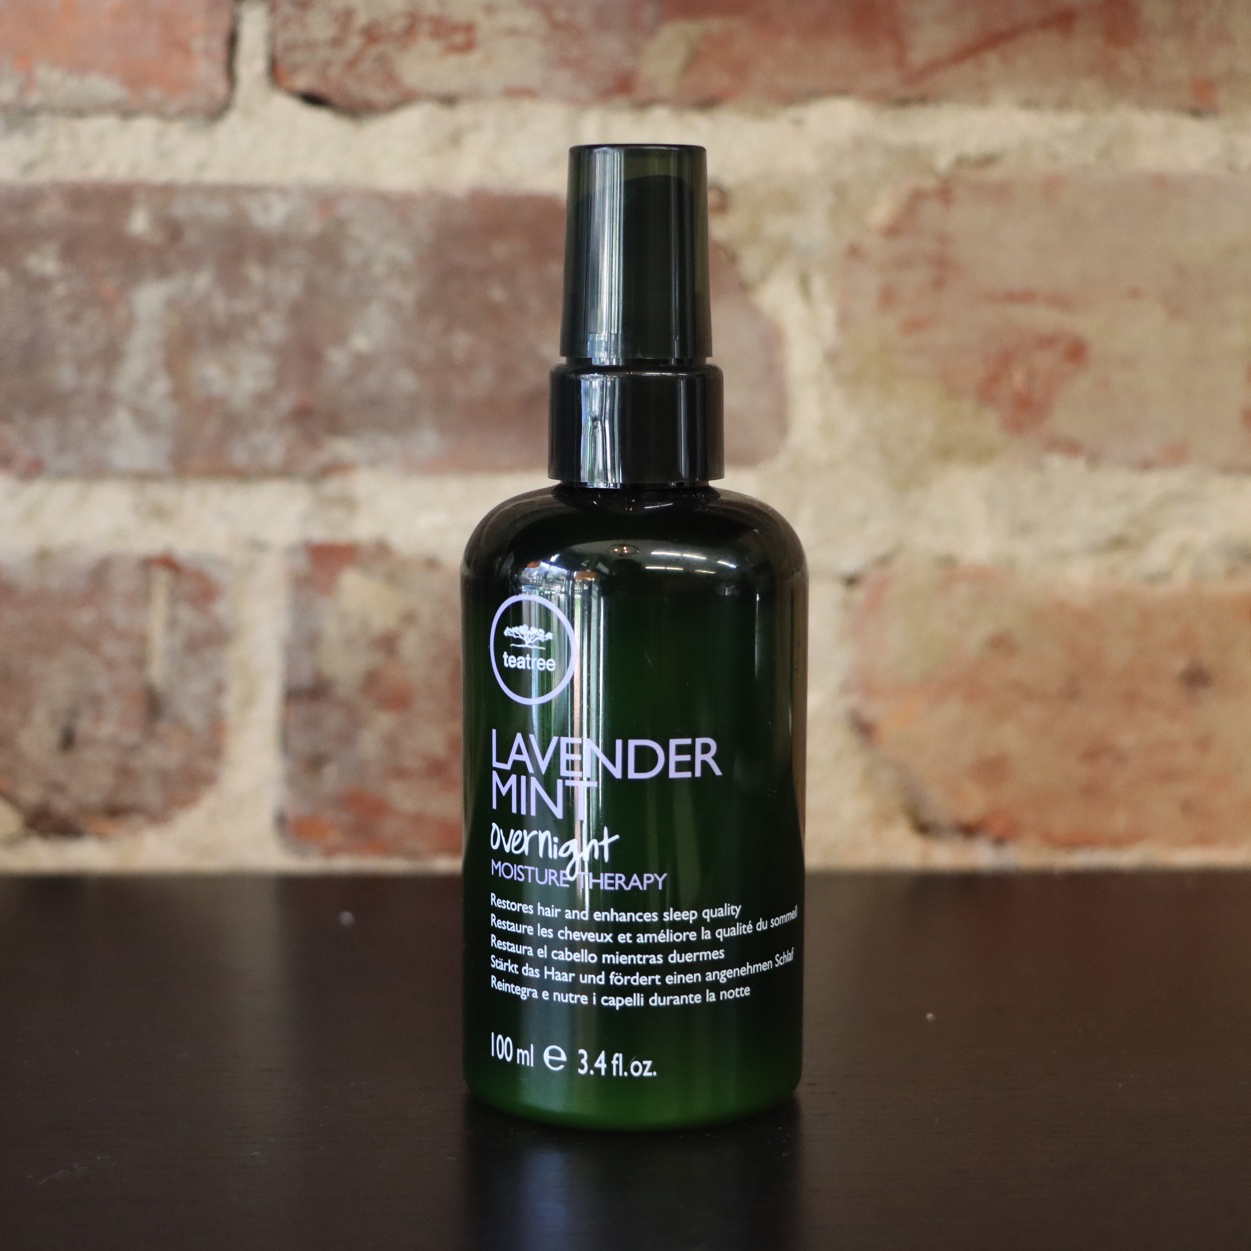 teatree
LAVENDER
MINT
overnight
MOISTURE THERAPY
Restores hair and enhances sleep quality
Restaure les cheveux et améliore la qualité du sommeil
Restaura el cabello mientras duermes
Stärkt das Haar und fördert einen angenehmen Schlaf
Reintegra e nutre i capelli durante la notte
100 ml ℮ 3.4 fl. oz.